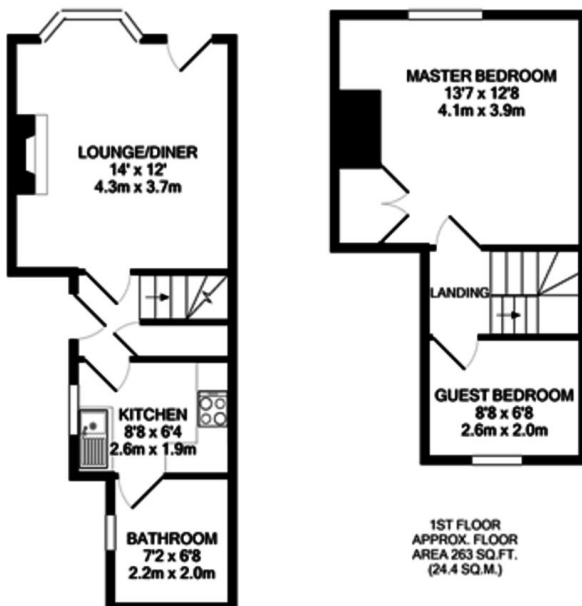 LOUNGE/DINER
14' x 12'
4.3m x 3.7m
KITCHEN
8'8 x 6'4
2.6m x 1.9m
BATHROOM
7'2 x 6'8
2.2m x 2.0m
MASTER BEDROOM
13'7 x 12'8
4.1m x 3.9m
LANDING
GUEST BEDROOM
8'8 x 6'8
2.6m x 2.0m
1ST FLOOR
APPROX. FLOOR
AREA 263 SQ.FT.
(24.4 SQ.M.)